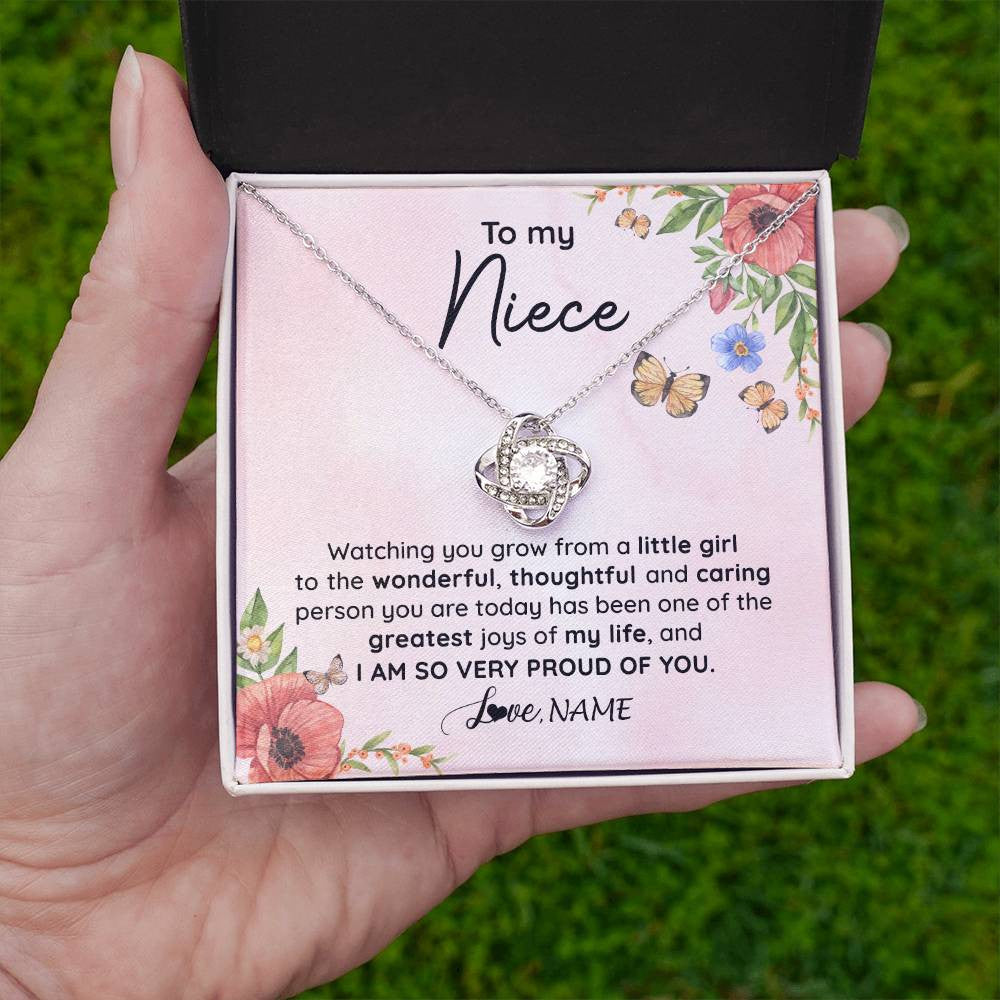 To my
Niece
Watching you grow from a little girl
to the wonderful, thoughtful and caring
person you are today has been one of the
greatest joys of my life, and
I AM SO VERY PROUD OF YOU.
Love, NAME